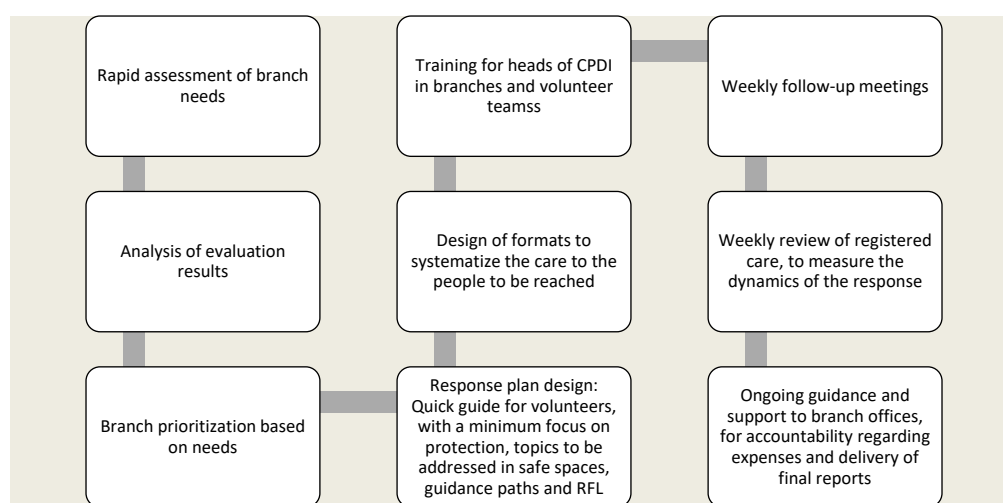 Rapid assessment of branch
needs
Analysis of evaluation
results
Branch prioritization based
on needs
Response plan design:
Quick guide for volunteers,
with a minimum focus on
protection, topics to be
addressed in safe spaces,
guidance paths and RFL
Design of formats to
systematize the care to the
people to be reached
Training for heads of CPDI
in branches and volunteer
teamss
Weekly follow-up meetings
Weekly review of registered
care, to measure the
dynamics of the response
Ongoing guidance and
support to branch offices,
for accountability regarding
expenses and delivery of
final reports